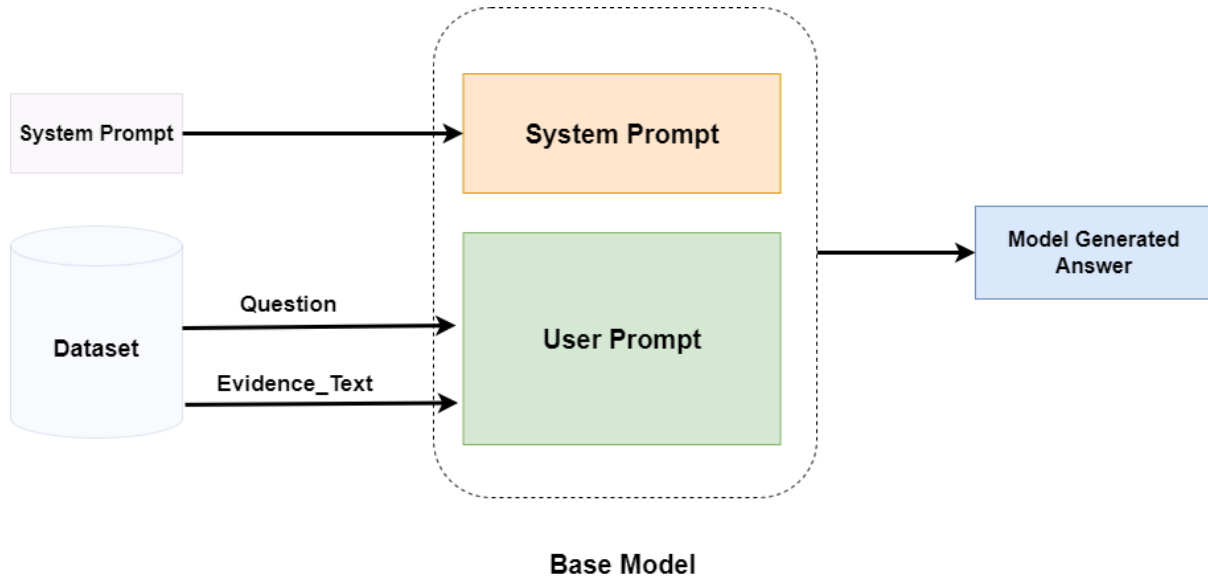 System Prompt
System Prompt
Dataset
Question
Evidence_Text
User Prompt
Model Generated
Answer
Base Model